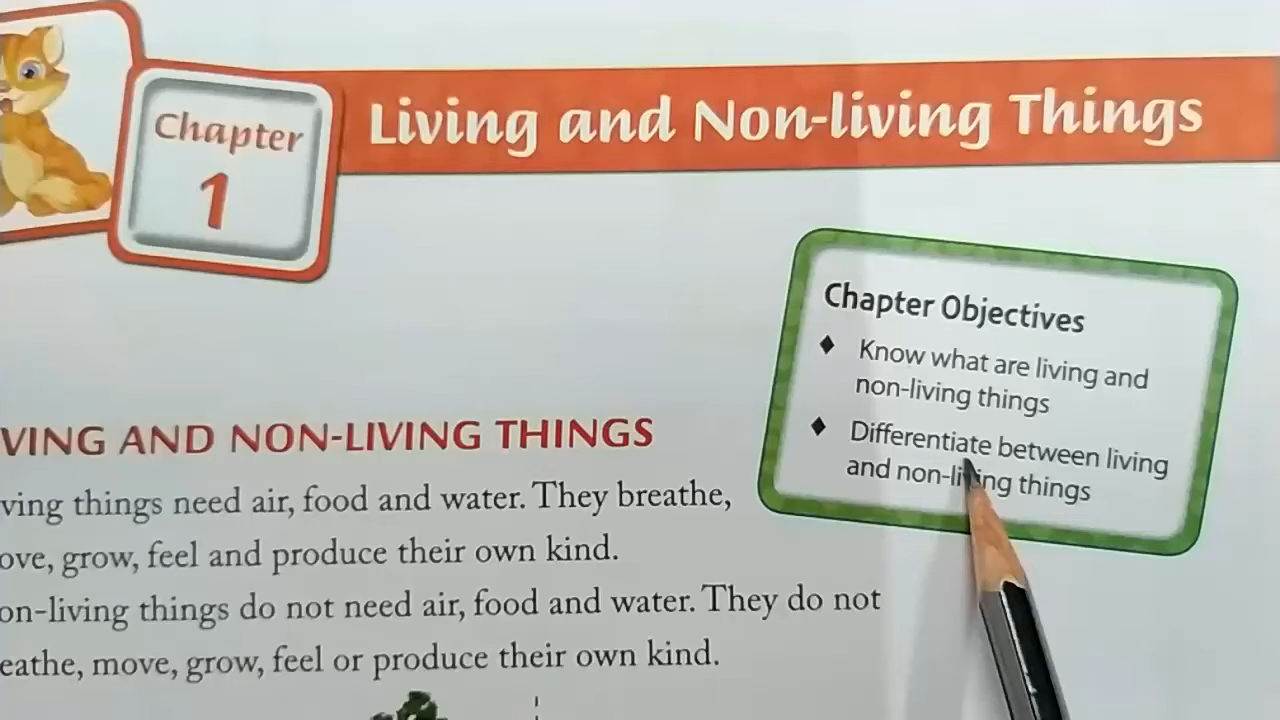 Chapter
1
Living and Non-living Things
Chapter Objectives
♦ Know what are living and
non-living things
♦ Differentiate between living
and non-living things
VING AND NON-LIVING THINGS
ving things need air, food and water. They breathe,
ove, grow, feel and produce their own kind.
on-living things do not need air, food and water. They do not
eathe, move, grow, feel or produce their own kind.